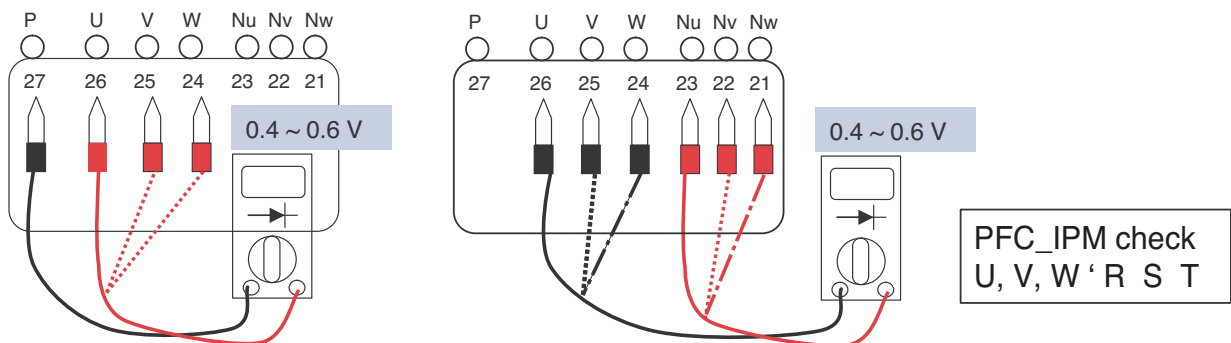 P U V W Nu Nv Nw
27 26 25 24 23 22 21
0.4 ~ 0.6 V
P U V W Nu Nv Nw
27 26 25 24 23 22 21
0.4 ~ 0.6 V
PFC_IPM check
U, V, W ‘ R S T